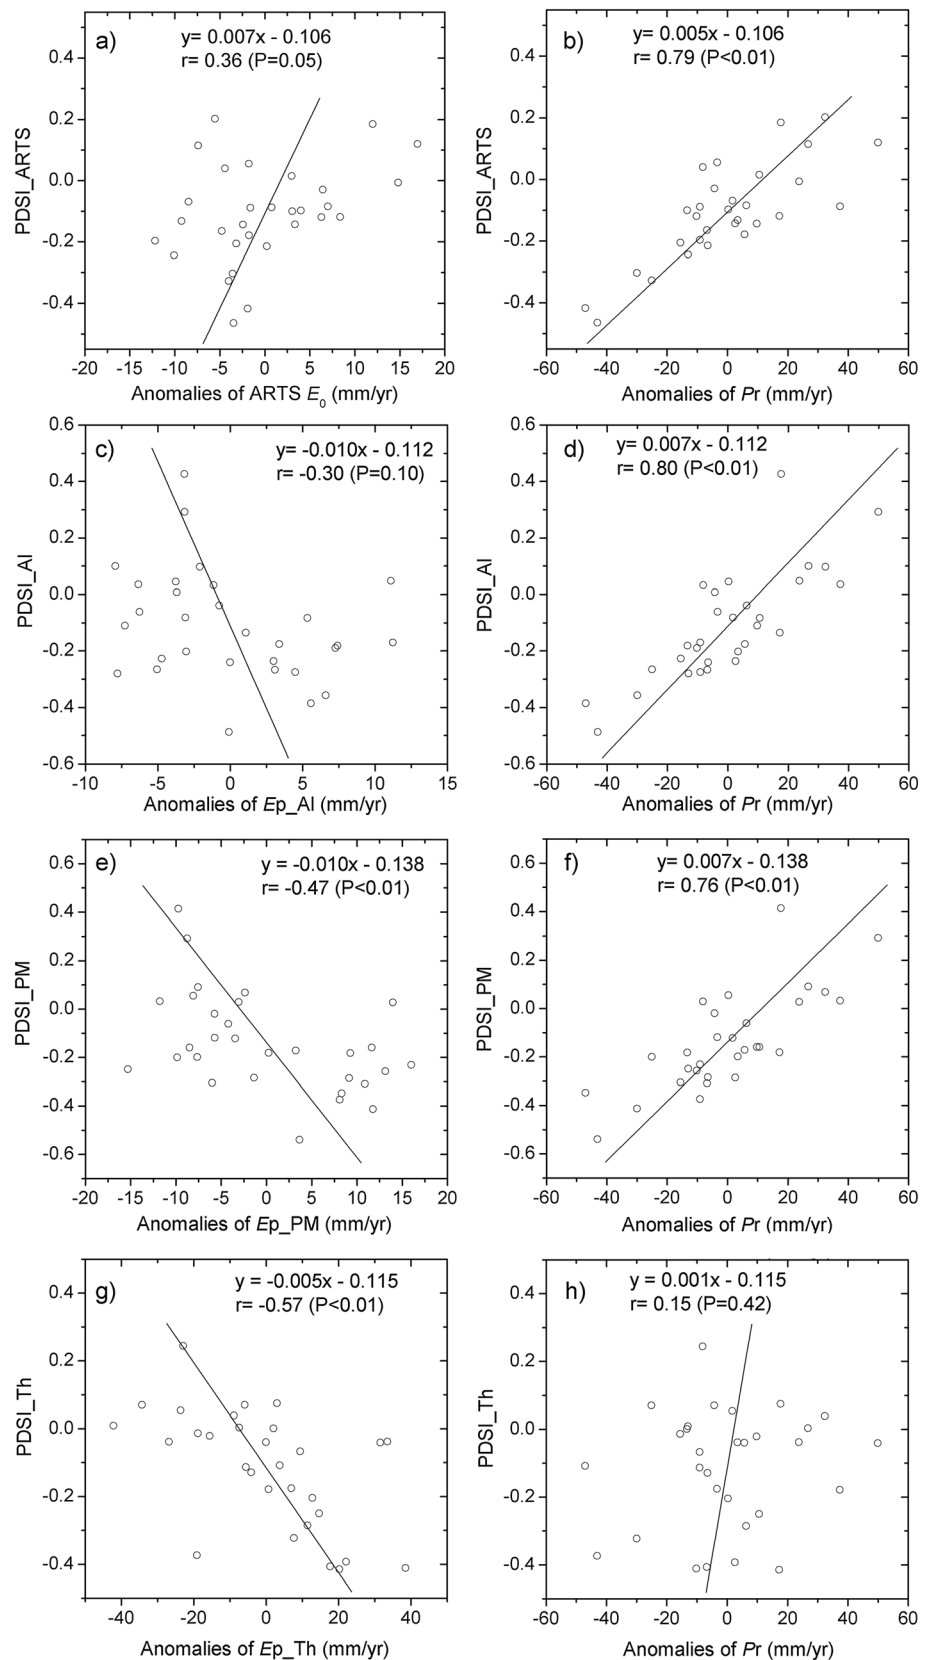 a)
y= 0.007x - 0.106
r= 0.36 (P=0.05)
0.4
0.2
0.0
-0.2
-0.4
PDSI_ARTS
-20 -15 -10 -5 0 5 10 15 20
Anomalies of ARTS E0 (mm/yr)
b)
y= 0.005x - 0.106
r= 0.79 (P<0.01)
0.4
0.2
0.0
-0.2
-0.4
PDSI_ARTS
-60 -40 -20 0 20 40 60
Anomalies of Pr (mm/yr)
c)
y= -0.010x - 0.112
r= -0.30 (P=0.10)
0.6
0.4
0.2
0.0
-0.2
-0.4
-0.6
PDSI_Al
-10 -5 0 5 10 15
Anomalies of Ep_Al (mm/yr)
d)
y= 0.007x - 0.112
r= 0.80 (P<0.01)
0.6
0.4
0.2
0.0
-0.2
-0.4
-0.6
PDSI_Al
-60 -40 -20 0 20 40 60
Anomalies of Pr (mm/yr)
e)
y = -0.010x - 0.138
r= -0.47 (P<0.01)
0.6
0.4
0.2
0.0
-0.2
-0.4
-0.6
PDSI_PM
-20 -15 -10 -5 0 5 10 15 20
Anomalies of Ep_PM (mm/yr)
f)
y= 0.007x - 0.138
r= 0.76 (P<0.01)
0.6
0.4
0.2
0.0
-0.2
-0.4
-0.6
PDSI_PM
-60 -40 -20 0 20 40 60
Anomalies of Pr (mm/yr)
g)
y = -0.005x - 0.115
r= -0.57 (P<0.01)
0.4
0.2
0.0
-0.2
-0.4
PDSI_Th
-40 -20 0 20 40
Anomalies of Ep_Th (mm/yr)
h)
y = 0.001x - 0.115
r= 0.15 (P=0.42)
0.4
0.2
0.0
-0.2
-0.4
PDSI_Th
-60 -40 -20 0 20 40 60
Anomalies of Pr (mm/yr)